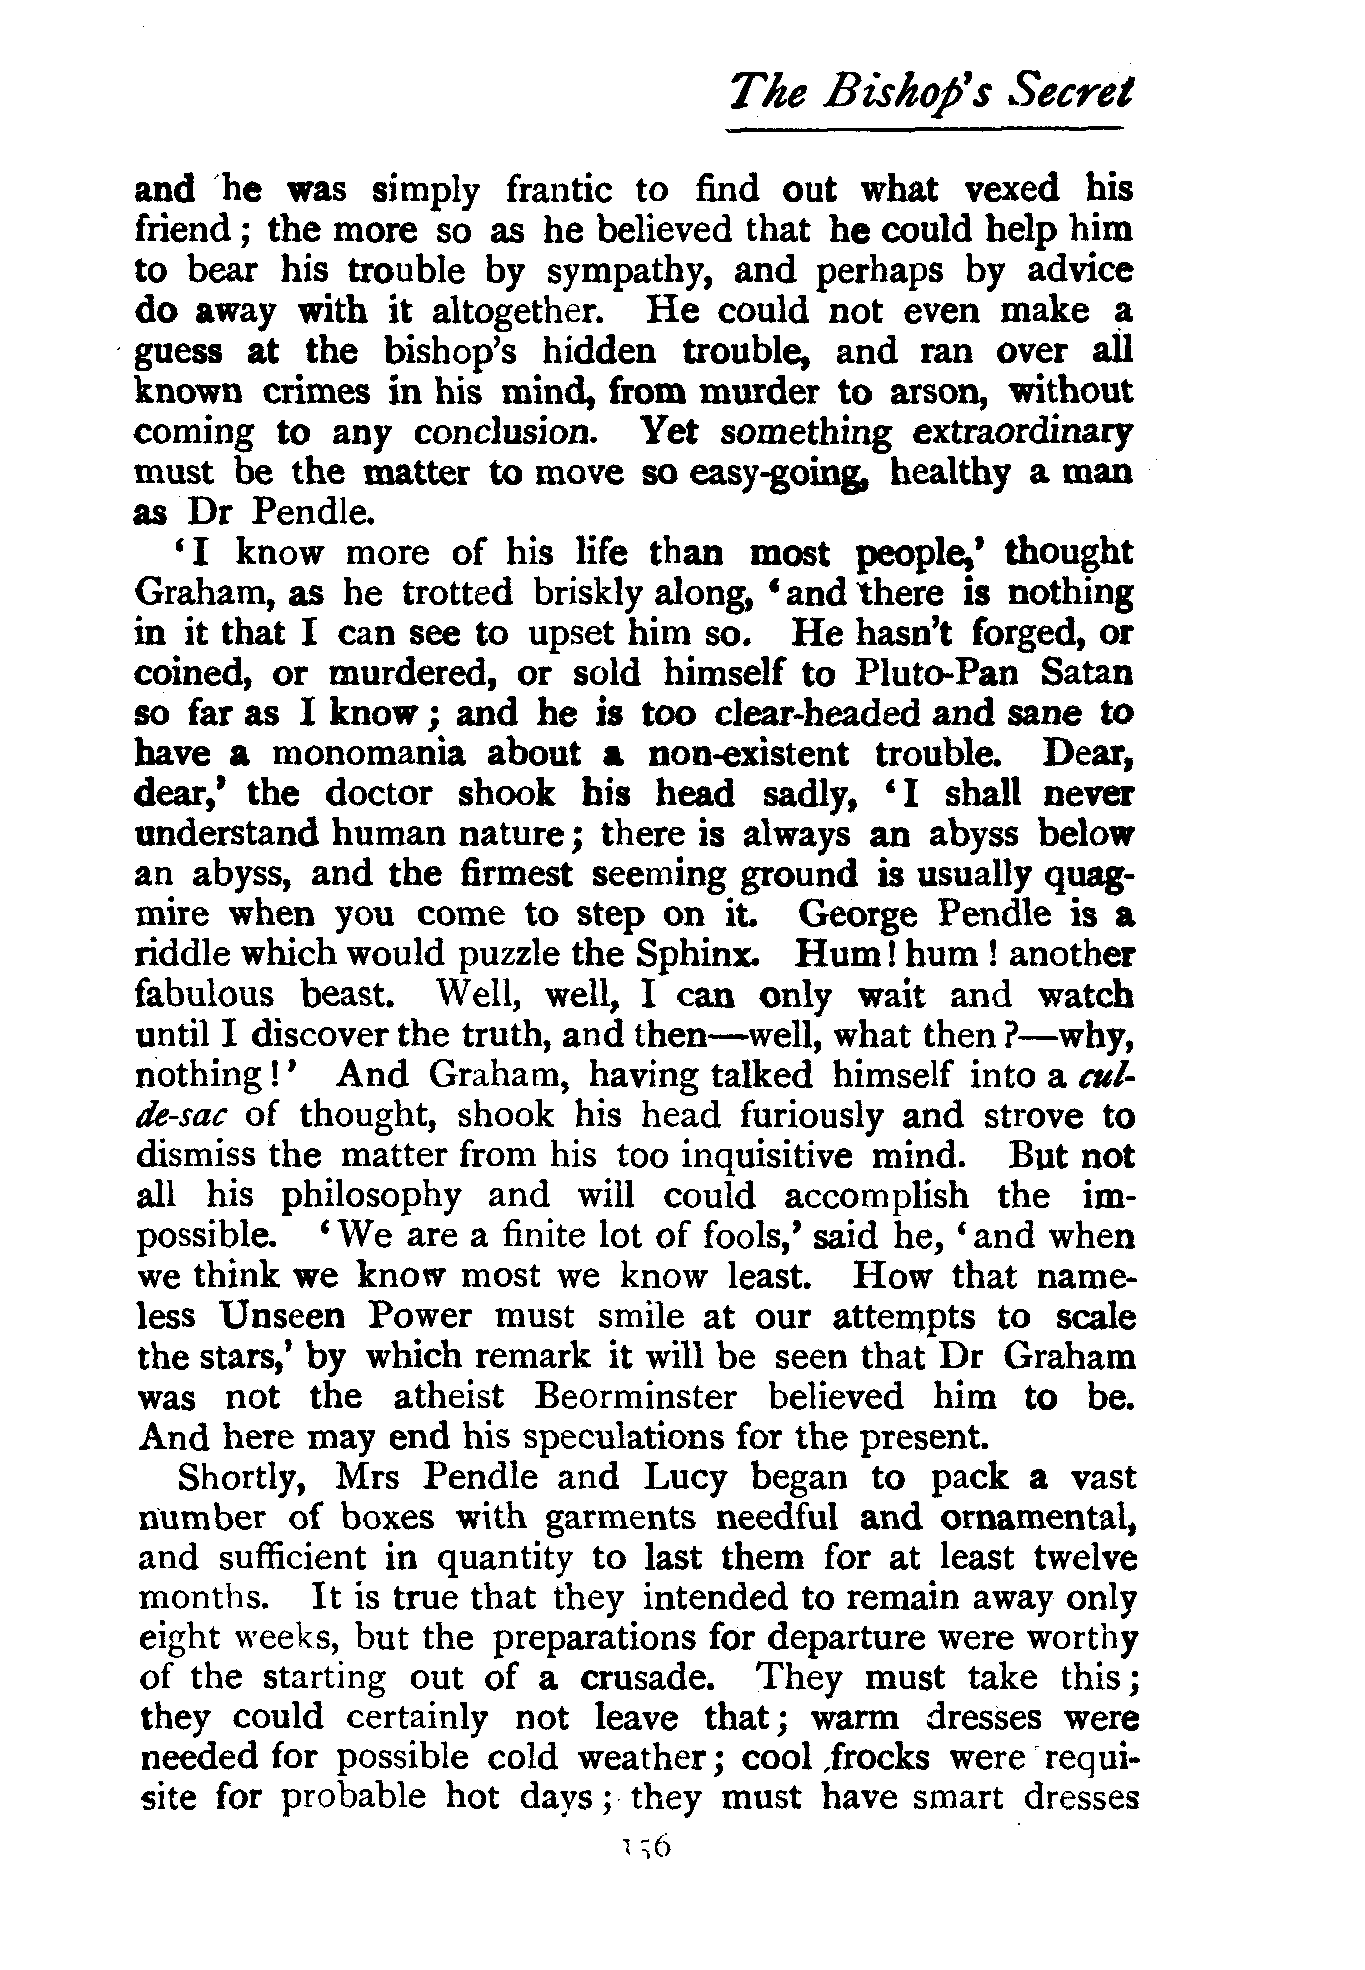 The Bishop's Secret
and he was simply frantic to find out what vexed his
friend; the more so as he believed that he could help him
to bear his trouble by sympathy, and perhaps by advice
do away with it altogether. He could not even make a
guess at the bishop's hidden trouble, and ran over all
known crimes in his mind, from murder to arson, without
coming to any conclusion. Yet something extraordinary
must be the matter to move so easy-going, healthy a man
as Dr Pendle.
'I know more of his life than most people,' thought
Graham, as he trotted briskly along, 'and there is nothing
in it that I can see to upset him so. He hasn't forged, or
coined, or murdered, or sold himself to Pluto-Pan Satan
so far as I know; and he is too clear-headed and sane to
have a monomania about a non-existent trouble. Dear,
dear,' the doctor shook his head sadly, 'I shall never
understand human nature; there is always an abyss below
an abyss, and the firmest seeming ground is usually quag-
mire when you come to step on it. George Pendle is a
riddle which would puzzle the Sphinx. Hum! hum! another
fabulous beast. Well, well, I can only wait and watch
until I discover the truth, and then—well, what then?—why,
nothing!' And Graham, having talked himself into a cul-
de-sac of thought, shook his head furiously and strove to
dismiss the matter from his too inquisitive mind. But not
all his philosophy and will could accomplish the im-
possible. 'We are a finite lot of fools,' said he, 'and when
we think we know most we know least. How that name-
less Unseen Power must smile at our attempts to scale
the stars,' by which remark it will be seen that Dr Graham
was not the atheist Beorminster believed him to be.
And here may end his speculations for the present.
Shortly, Mrs Pendle and Lucy began to pack a vast
number of boxes with garments needful and ornamental,
and sufficient in quantity to last them for at least twelve
months. It is true that they intended to remain away only
eight weeks, but the preparations for departure were worthy
of the starting out of a crusade. They must take this;
they could certainly not leave that; warm dresses were
needed for possible cold weather; cool frocks were requi-
site for probable hot days; they must have smart dresses
156